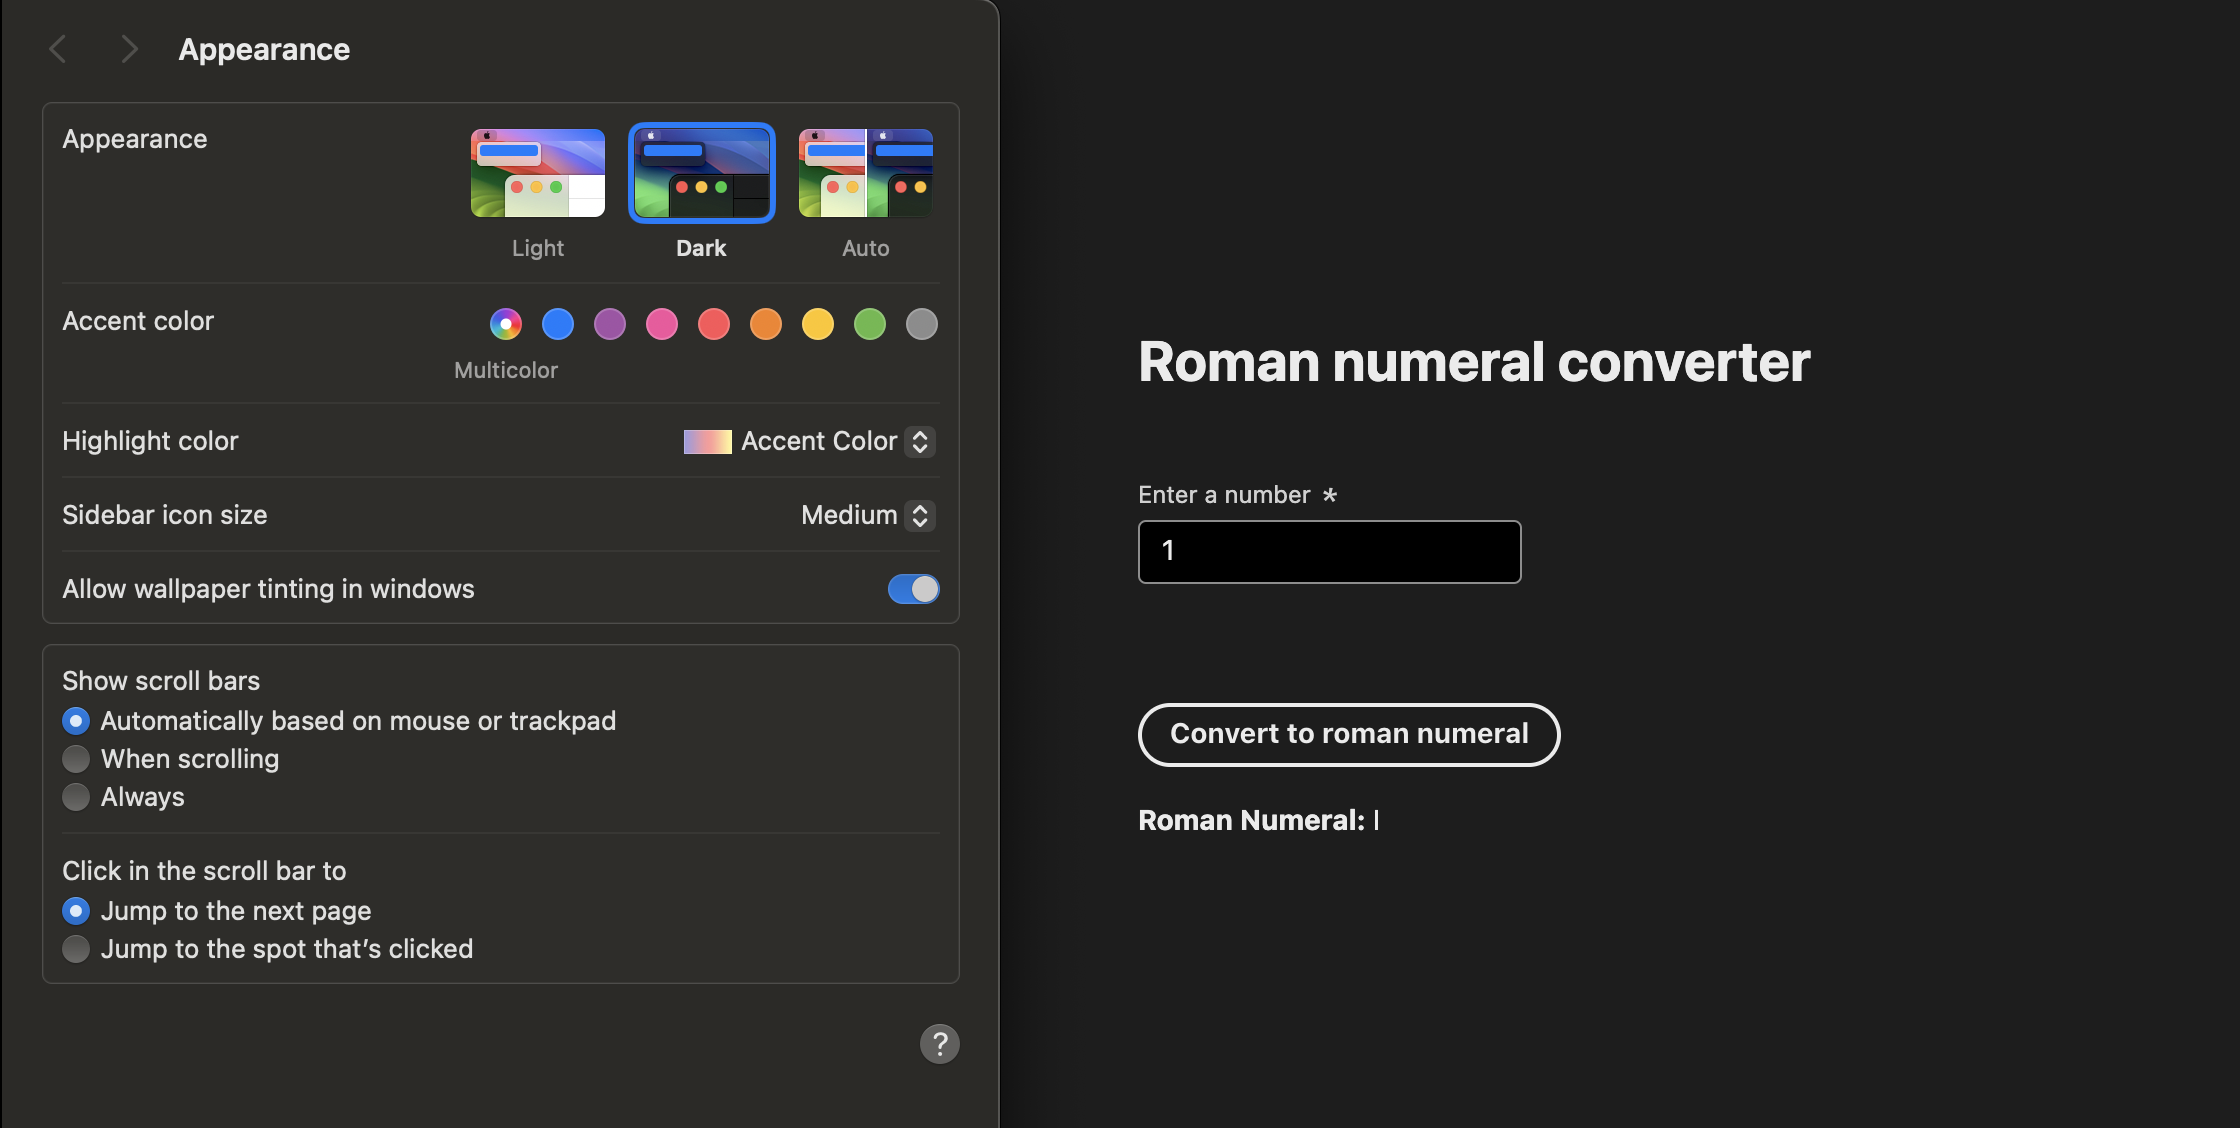 Appearance
Appearance
Light
Dark
Auto
Accent color
Multicolor
Highlight color
Accent Color
Sidebar icon size
Medium
Allow wallpaper tinting in windows
Show scroll bars
Automatically based on mouse or trackpad
When scrolling
Always
Click in the scroll bar to
Jump to the next page
Jump to the spot that’s clicked
?
Roman numeral converter
Enter a number *
1
Convert to roman numeral
Roman Numeral: I